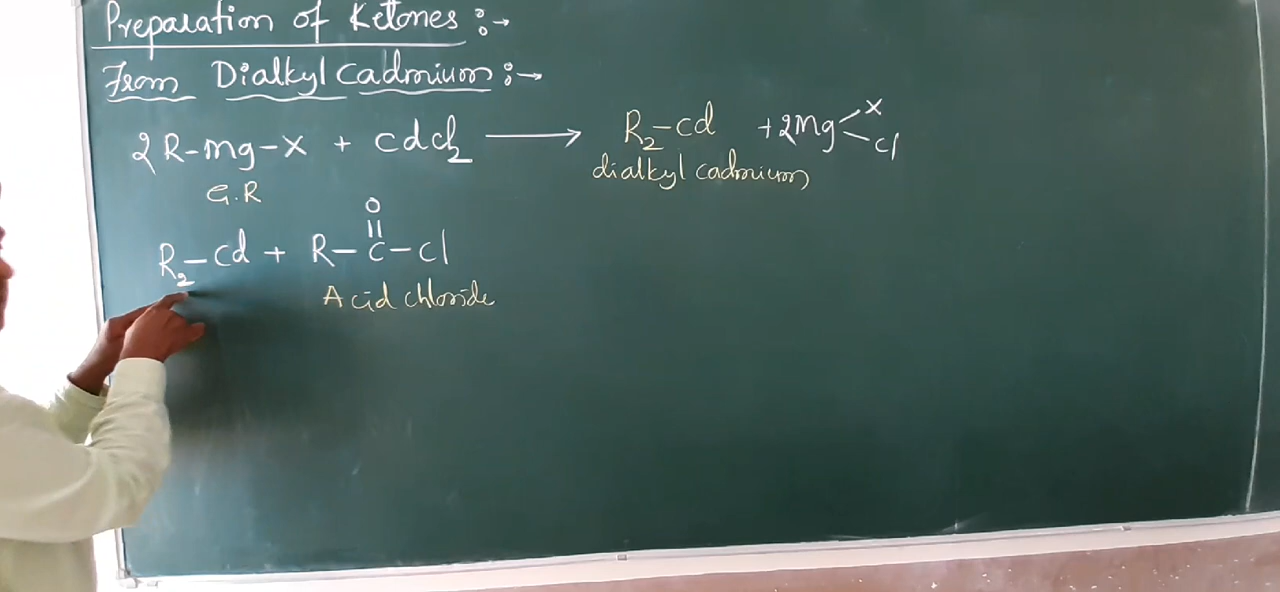 Preparation of Ketones :-
From Dialkyl Cadmium :-
2R-mg-X + cdcl2 → R2-cd + 2Mg<X Cl
G.R dialkyl cadmium
O
R2-cd + R-C-cl
Acid chloride